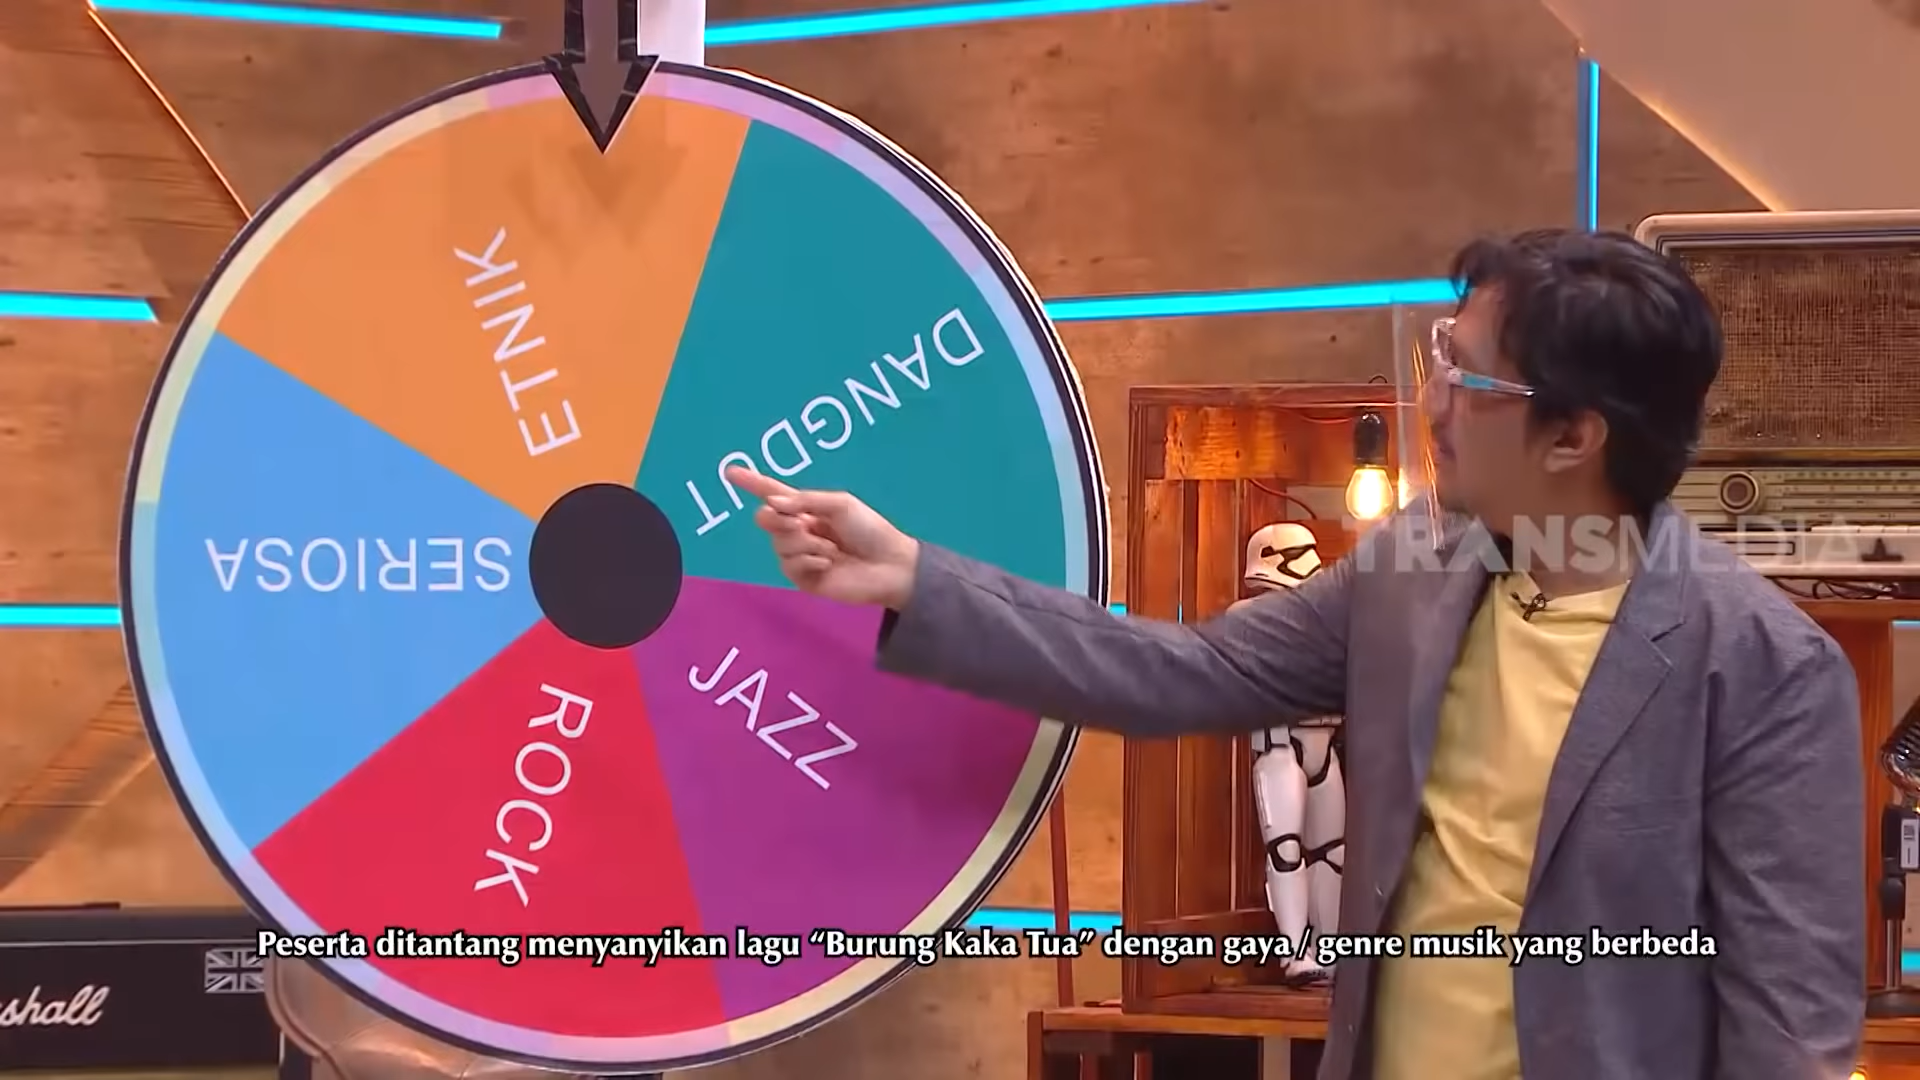 ETNIK
DANGDUT
SERIOSA
JAZZ
ROCK
TRANSMEDIA
Peserta ditantang menyanyikan lagu “Burung Kaka Tua” dengan gaya / genre musik yang berbeda
shall